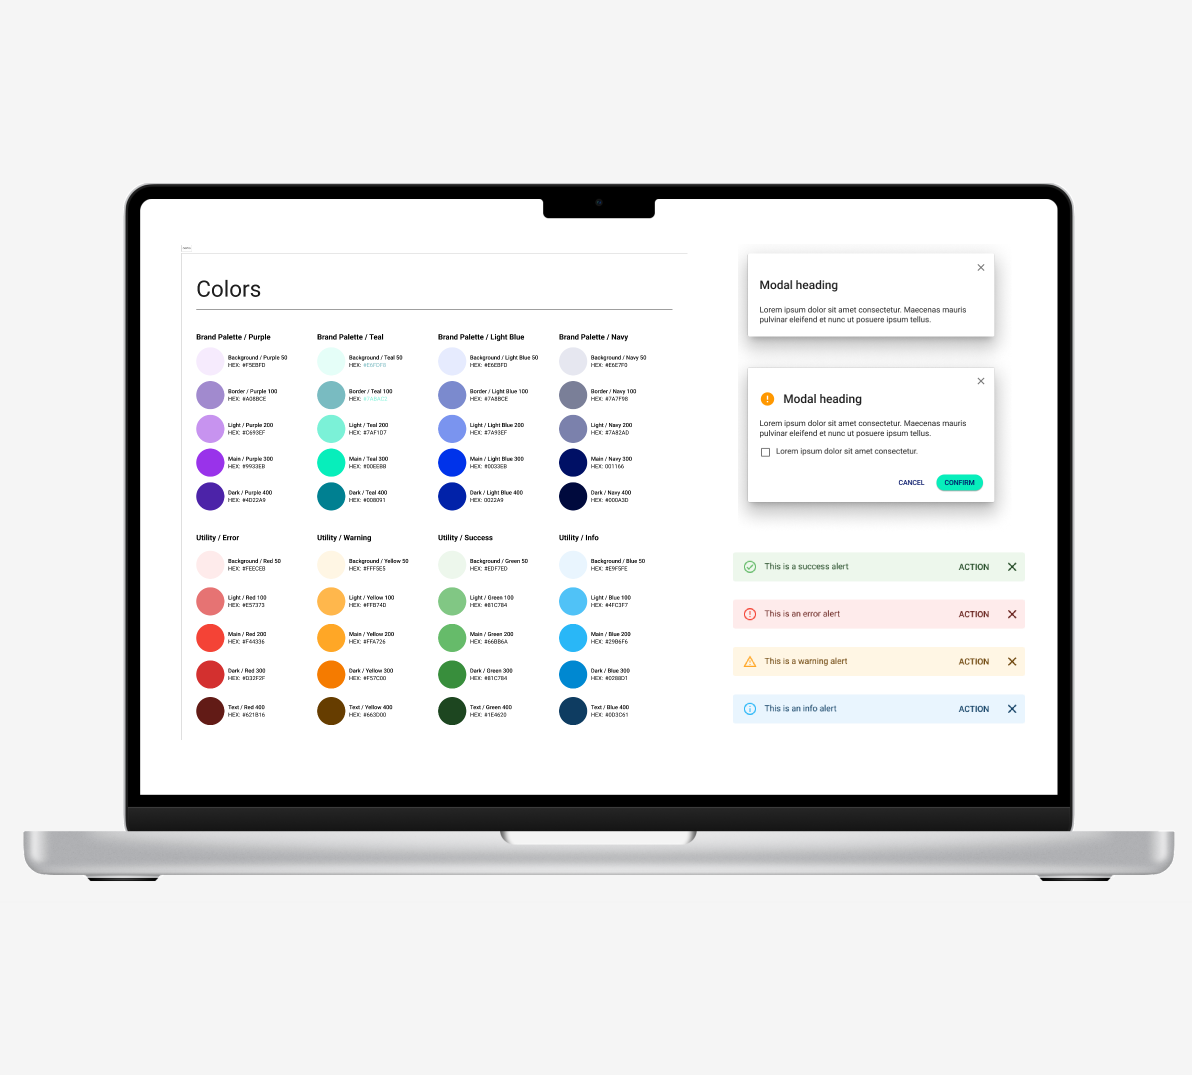 Colors
Brand Palette / Purple
Background / Purple 50
HEX: #F5EBFD
Border / Purple 100
HEX: #A08BCE
Light / Purple 200
HEX: #C693EF
Main / Purple 300
HEX: #9933EB
Dark / Purple 400
HEX: #4D22A9
Brand Palette / Teal
Background / Teal 50
HEX:
Border / Teal 100
HEX:
Light / Teal 200
HEX: #7AF1D7
Main / Teal 300
HEX: #00EEBB
Dark / Teal 400
HEX: #008091
Brand Palette / Light Blue
Background / Light Blue 50
HEX: #E6EBFD
Border / Light Blue 100
HEX: #7A8BCE
Light / Light Blue 200
HEX: #7A93EF
Main / Light Blue 300
HEX: #0033EB
Dark / Light Blue 400
HEX: 0022A9
Brand Palette / Navy
Background / Navy 50
HEX: #E6E7F0
Border / Navy 100
HEX: #7A7F98
Light / Navy 200
HEX: #7A82AD
Main / Navy 300
HEX: 001166
Dark / Navy 400
HEX: #000A3D
Utility / Error
Background / Red 50
HEX: #FEECEB
Light / Red 100
HEX: #E57373
Main / Red 200
HEX: #F44336
Dark / Red 300
HEX: #D32F2F
Text / Red 400
HEX: #621B16
Utility / Warning
Background / Yellow 50
HEX: #FFF5E5
Light / Yellow 100
HEX: #FFB74D
Main / Yellow 200
HEX: #FFA726
Dark / Yellow 300
HEX: #F57C00
Text / Yellow 400
HEX: #663D00
Utility / Success
Background / Green 50
HEX: #EDF7ED
Light / Green 100
HEX: #81C784
Main / Green 200
HEX: #66BB6A
Dark / Green 300
HEX: #81C784
Text / Green 400
HEX: #1E4620
Utility / Info
Background / Blue 50
HEX: #E9F5FE
Light / Blue 100
HEX: #4FC3F7
Main / Blue 200
HEX: #29B6F6
Dark / Blue 300
HEX: #0288D1
Text / Blue 400
HEX: #0D3C61
Modal heading
Lorem ipsum dolor sit amet consectetur. Maecenas mauris
pulvinar eleifend et nunc ut posuere ipsum tellus.
Modal heading
Lorem ipsum dolor sit amet consectetur. Maecenas mauris
pulvinar eleifend et nunc ut posuere ipsum tellus.
Lorem ipsum dolor sit amet consectetur.
CANCEL CONFIRM
This is a success alert ACTION
This is an error alert ACTION
This is a warning alert ACTION
This is an info alert ACTION